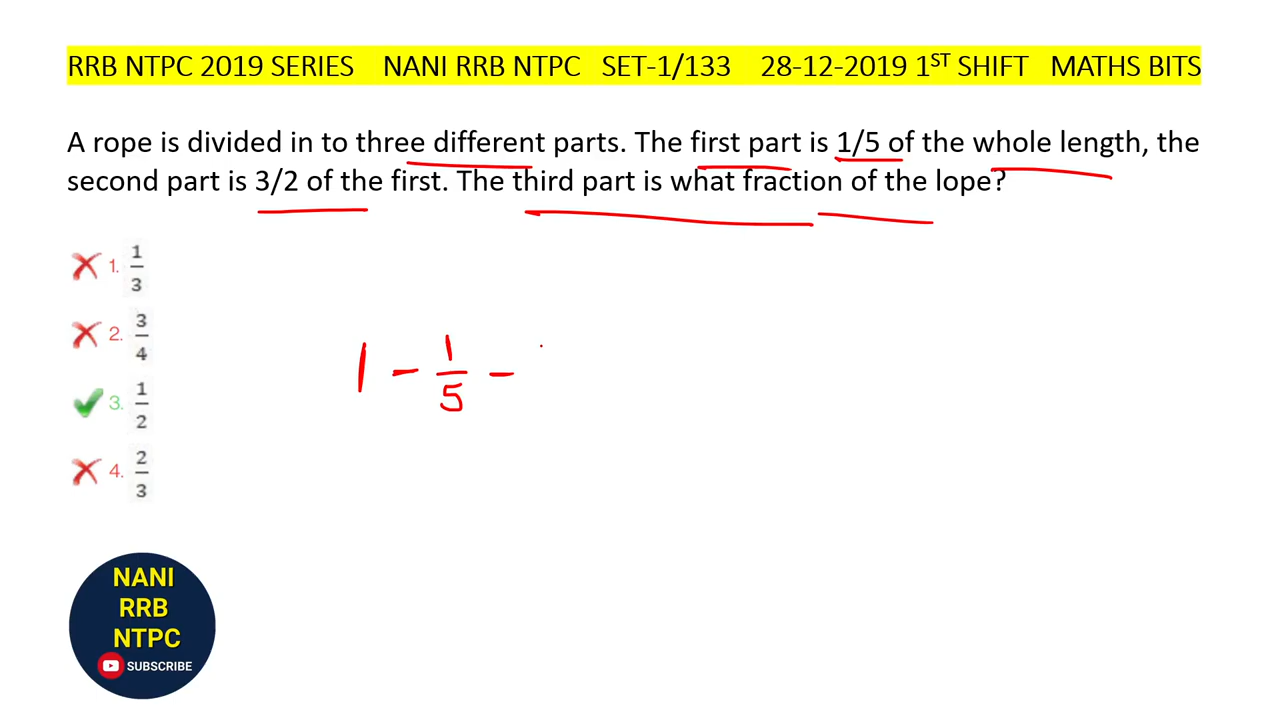 RRB NTPC 2019 SERIES NANI RRB NTPC SET-1/133 28-12-2019 1ST SHIFT MATHS BITS
A rope is divided in to three different parts. The first part is 1/5 of the whole length, the
second part is 3/2 of the first. The third part is what fraction of the lope?
1. 1/3
2. 3/4
3. 1/2
4. 2/3
1 - 1/5 -
NANI
RRB
NTPC
SUBSCRIBE